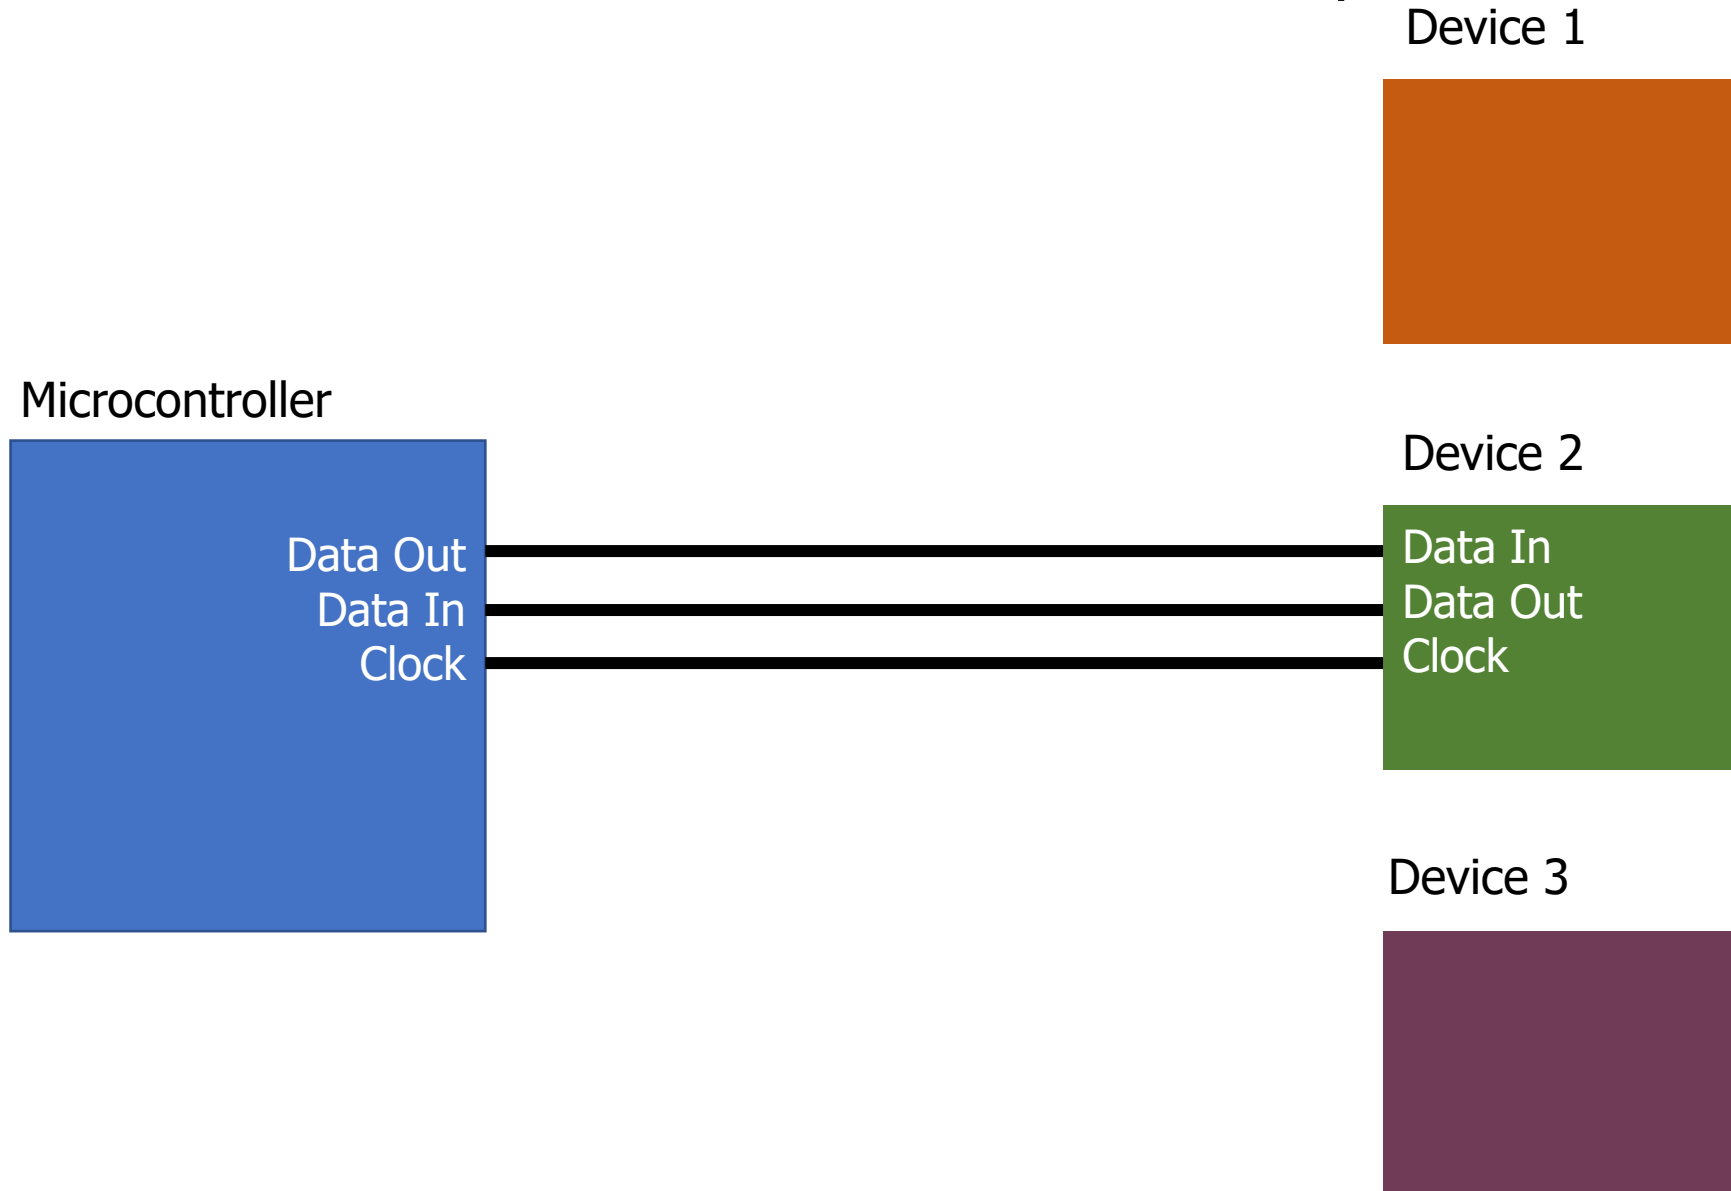 Device 1
Microcontroller
Device 2
Data Out
Data In
Clock
Data In
Data Out
Clock
Device 3